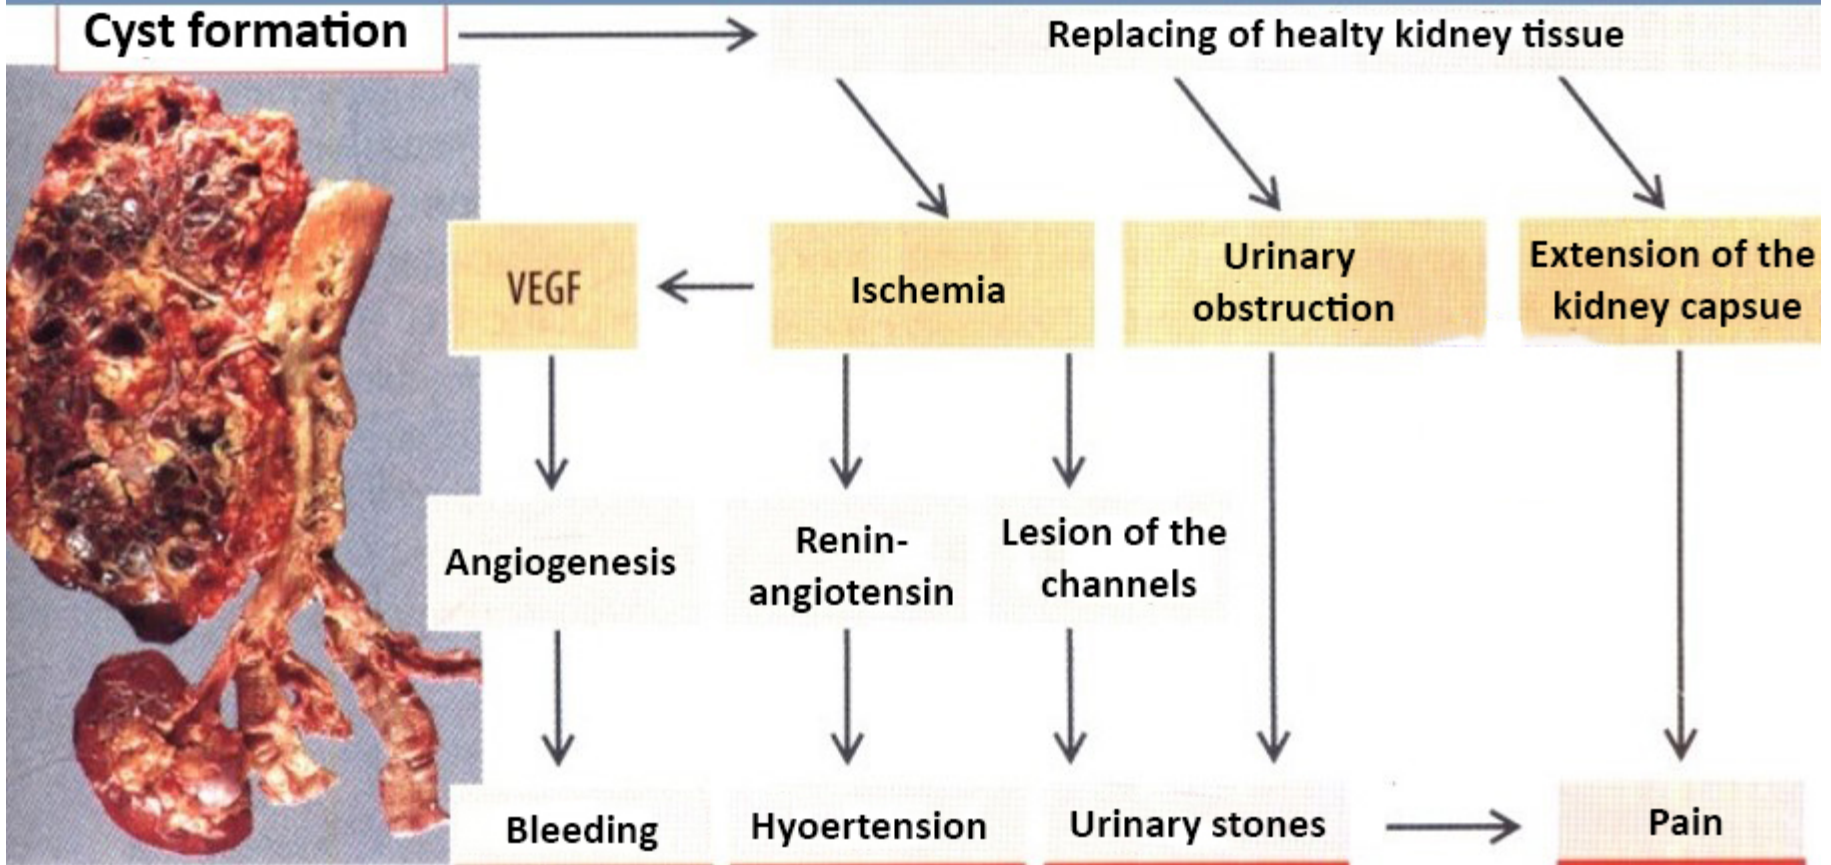 Cyst formation
Replacing of healty kidney tissue
VEGF
Ischemia
Urinary
obstruction
Extension of the
kidney capsue
Angiogenesis
Renin-
angiotensin
Lesion of the
channels
Bleeding
Hyoertension
Urinary stones
Pain